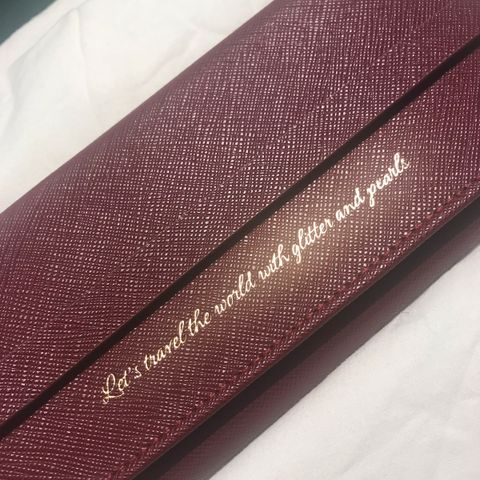 Let's travel the world with glitter and pearls